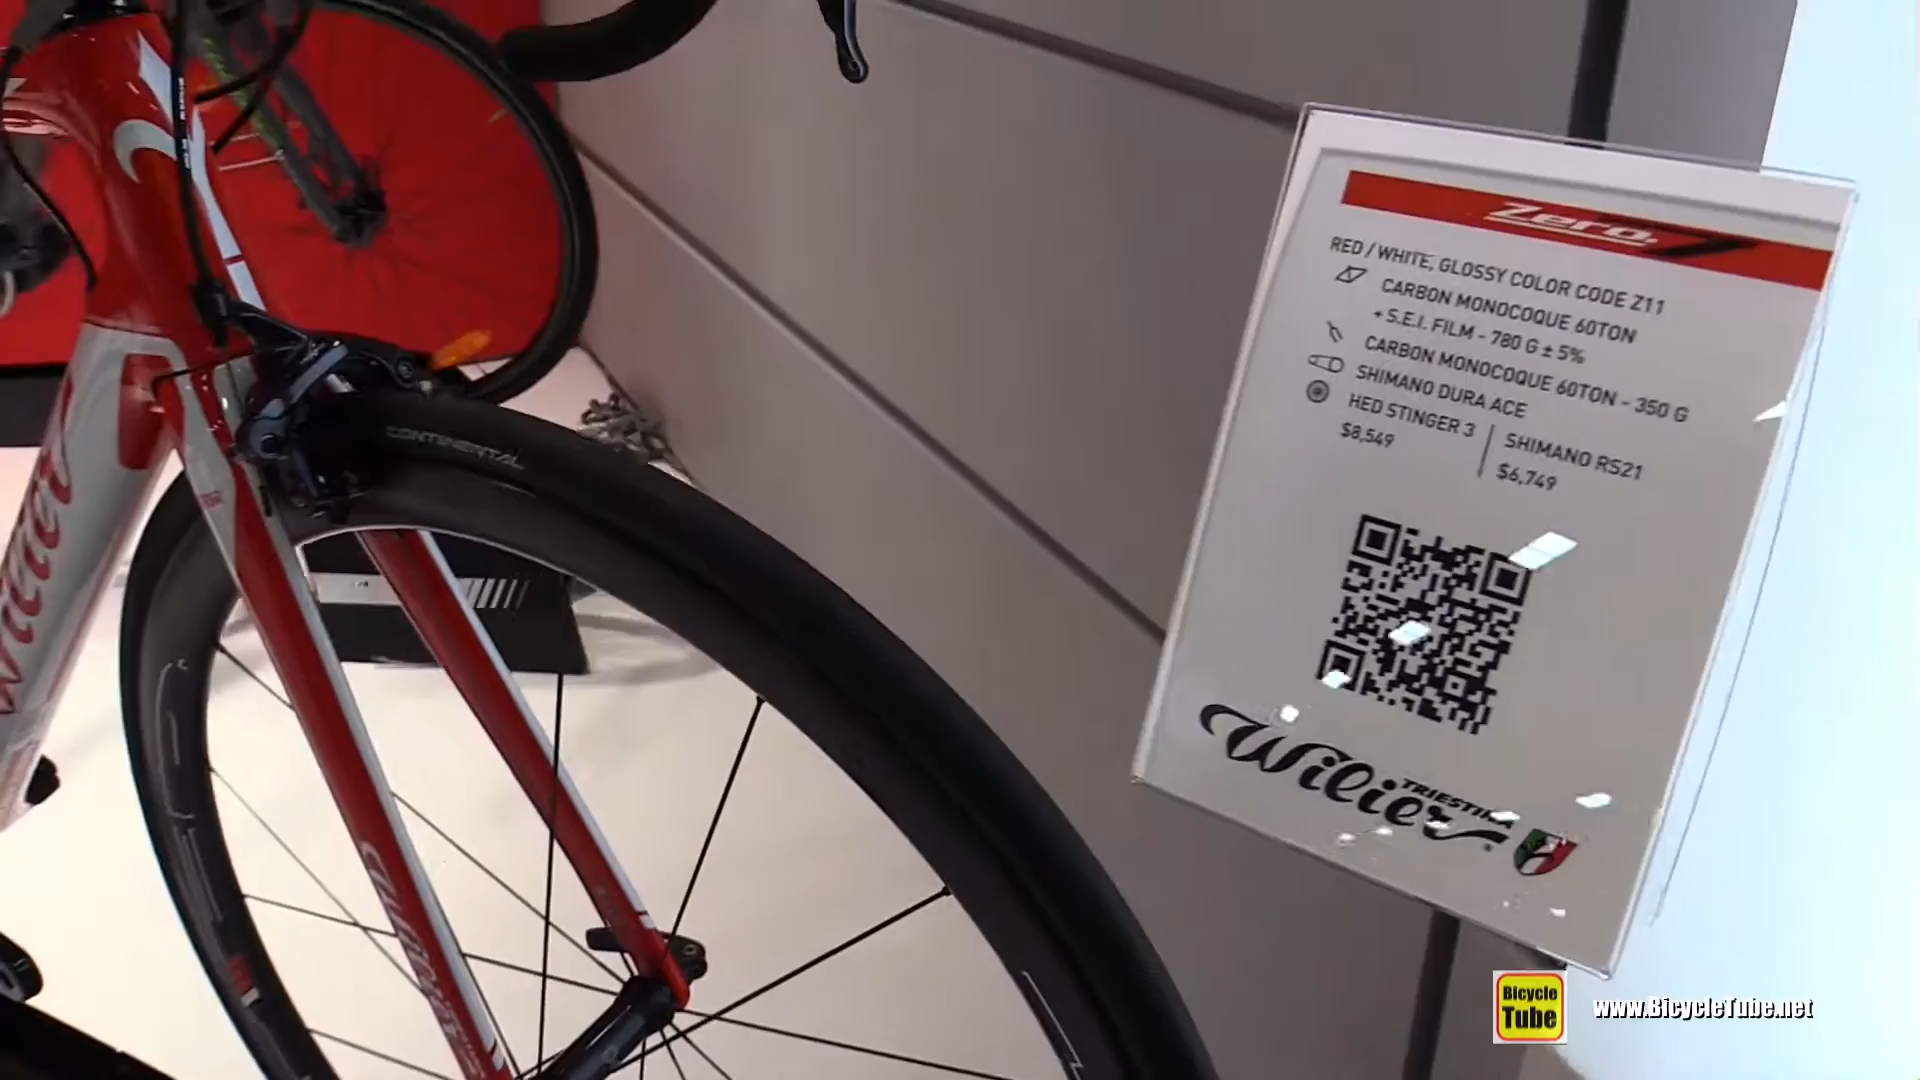 Zero.7
RED / WHITE, GLOSSY COLOR CODE Z11
CARBON MONOCOQUE 60TON
+ S.E.I. FILM - 780 G ± 5%
CARBON MONOCOQUE 60TON - 350 G
SHIMANO DURA ACE
HED STINGER 3
$8,549
SHIMANO RS21
$6,749
Wilier
TRIESTINA
CONTINENTAL
Wilier
Bicycle
Tube
www.BicycleTube.net